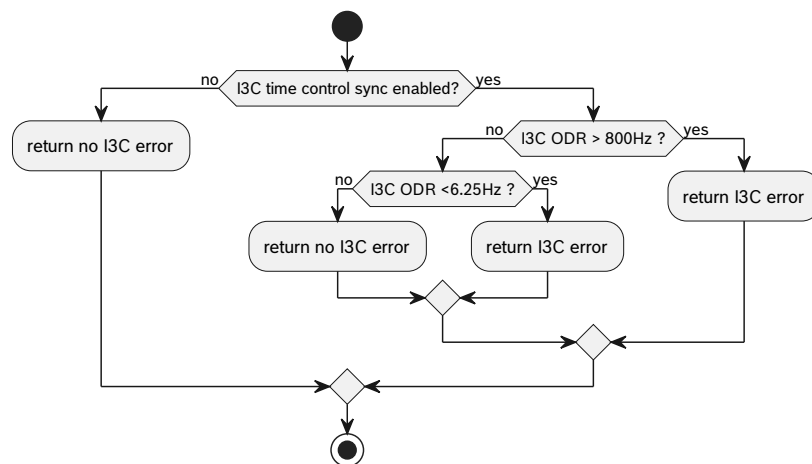 no
I3C time control sync enabled?
yes
return no I3C error
no
I3C ODR > 800Hz ?
yes
no
I3C ODR <6.25Hz ?
yes
return I3C error
return no I3C error
return I3C error